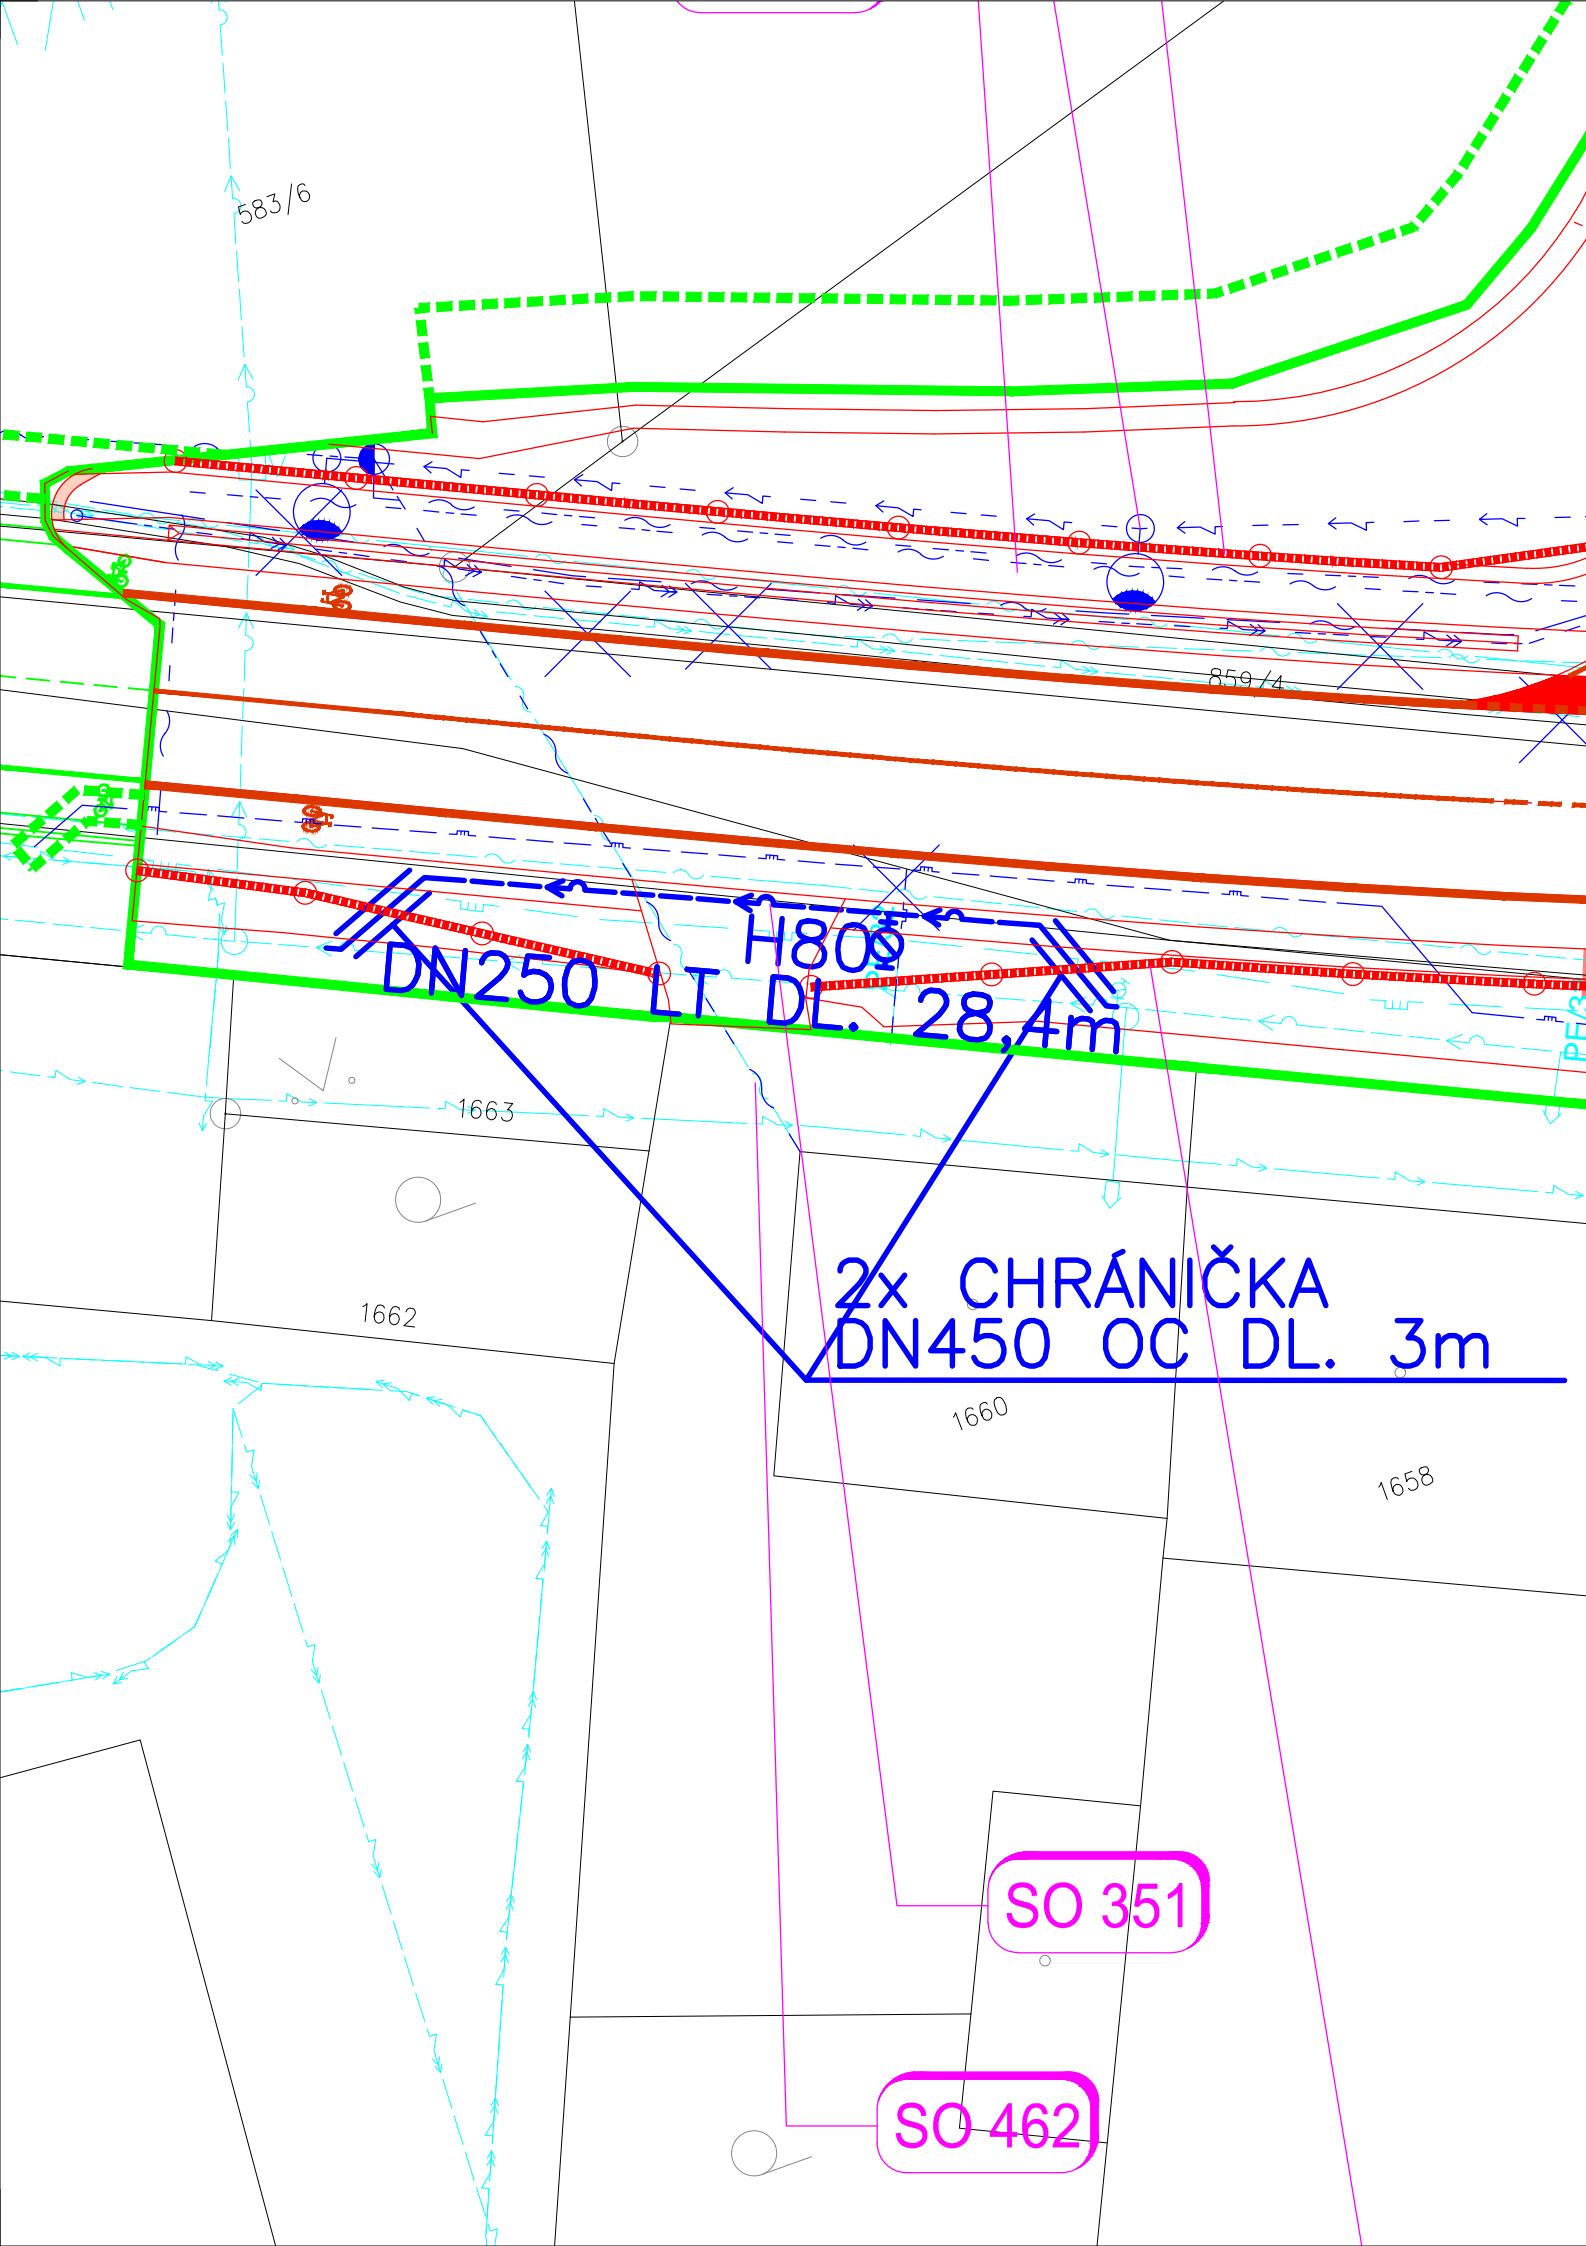 583/6
859/4
H80
DN250 LT DL. 28,4m
1663
1662
2x CHRÁNIČKA
DN450 OC DL. 3m
1660
1658
SO 351
SO 462